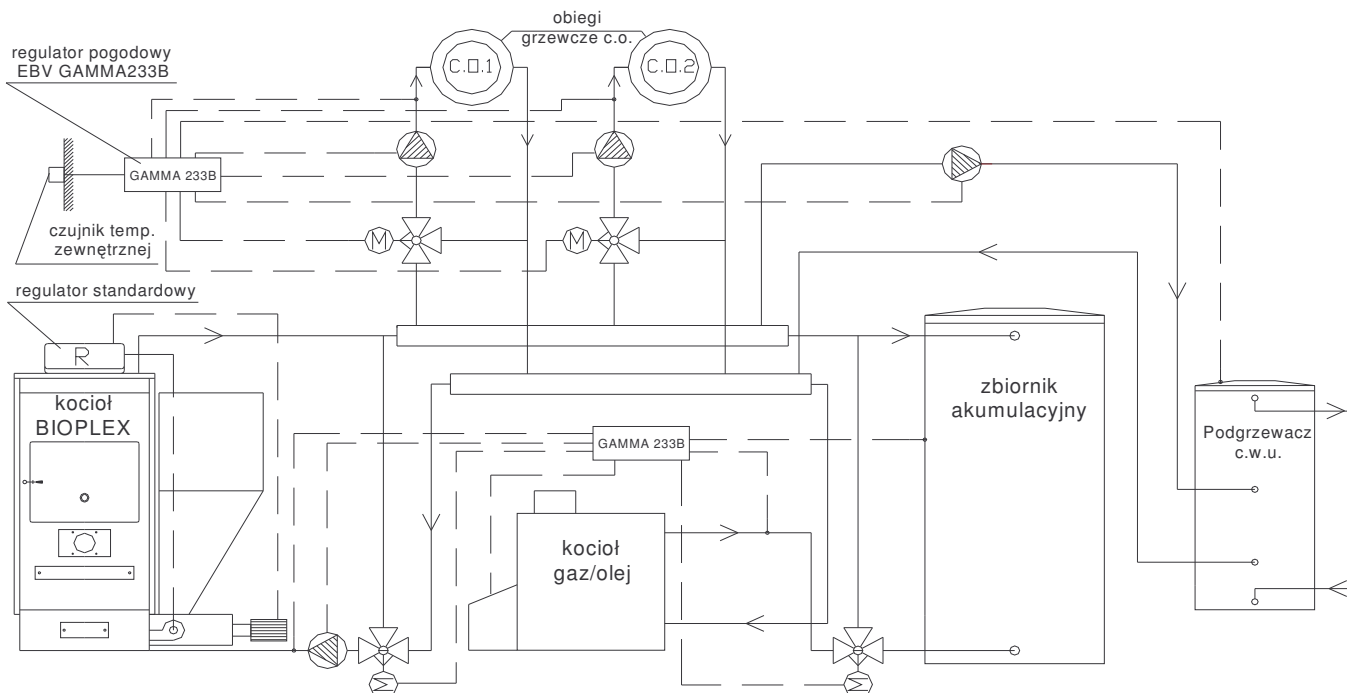 obiegi
grzewcze c.o.
regulator pogodowy
EBV GAMMA233B
C.O.1
C.O.2
GAMMA 233B
M
M
czujnik temp.
zewnętrznej
regulator standardowy
R
kocioł
BIOPLEX
zbiornik
akumulacyjny
GAMMA 233B
Podgrzewacz
c.w.u.
kocioł
gaz/olej
M
M